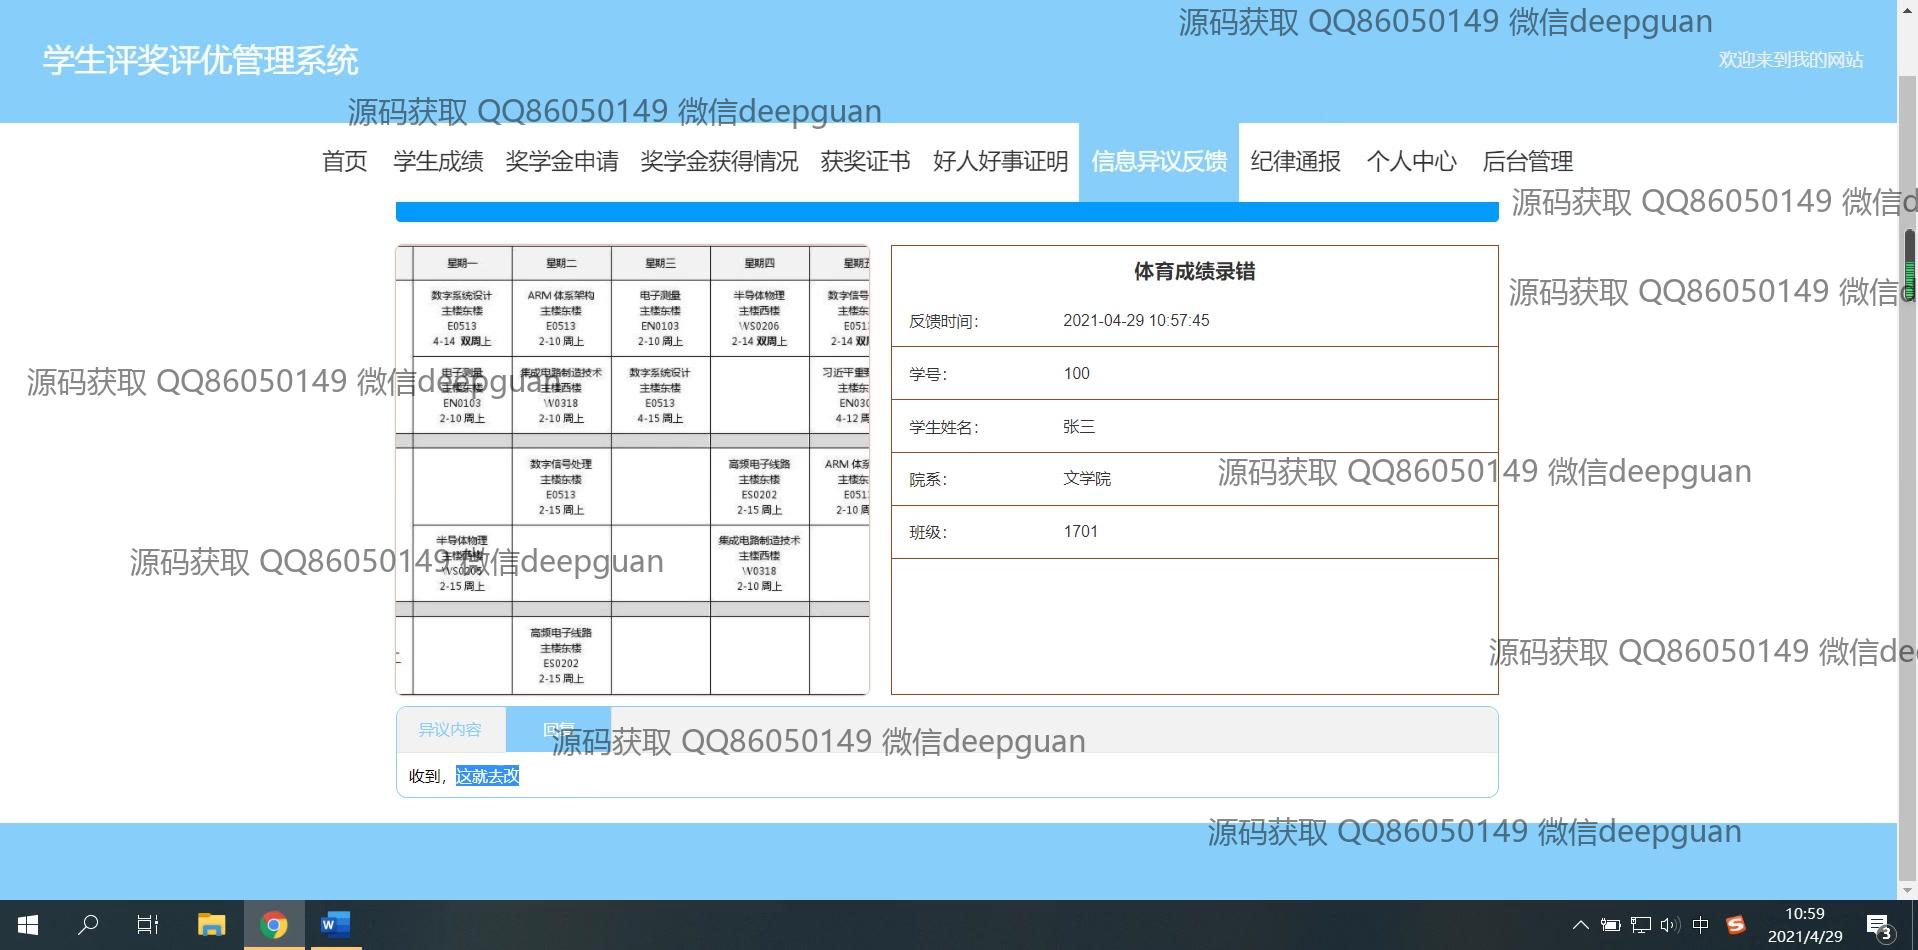 源码获取 QQ86050149 微信deepguan
学生评奖评优管理系统
欢迎来到我的网站
源码获取 QQ86050149 微信deepguan
首页 学生成绩 奖学金申请 奖学金获得情况 获奖证书 好人好事证明 信息异议反馈 纪律通报 个人中心 后台管理
源码获取 QQ86050149 微信d
星期一 星期二 星期三 星期四 星期五
数字系统设计 ARM 体系架构 电子测量 半导体物理 数字信号
主楼东楼 主楼东楼 主楼东楼 主楼西楼 主楼东
E0513 E0513 EN0103 WS0206 E051
4-14 双周上 2-10 周上 2-10 周上 2-14 双周上 2-14 双
电子测量 集成电路制造技术 数字系统设计 习近平重
主楼东楼 主楼西楼 主楼东楼 主楼东
EN0103 W0318 E0513 EN030
2-10 周上 2-10 周上 4-15 周上 4-12 周
数字信号处理 高频电子线路 ARM 体系
主楼东楼 主楼东楼 主楼东
E0513 ES0202 E051
2-15 周上 2-15 周上 2-10 周
半导体物理 集成电路制造技术
主楼西楼 主楼西楼
WS0205 W0318
2-15 周上 2-10 周上
高频电子线路
主楼东楼
ES0202
2-15 周上
体育成绩录错
反馈时间： 2021-04-29 10:57:45
学号： 100
学生姓名： 张三
院系： 文学院
班级： 1701
源码获取 QQ86050149 微信d
源码获取 QQ86050149 微信deepguan
源码获取 QQ86050149 微信deepguan
源码获取 QQ86050149 微信deepguan
源码获取 QQ86050149 微信de
异议内容 回复
源码获取 QQ86050149 微信deepguan
收到，这就去改
源码获取 QQ86050149 微信deepguan
中
10:59
2021/4/29
3